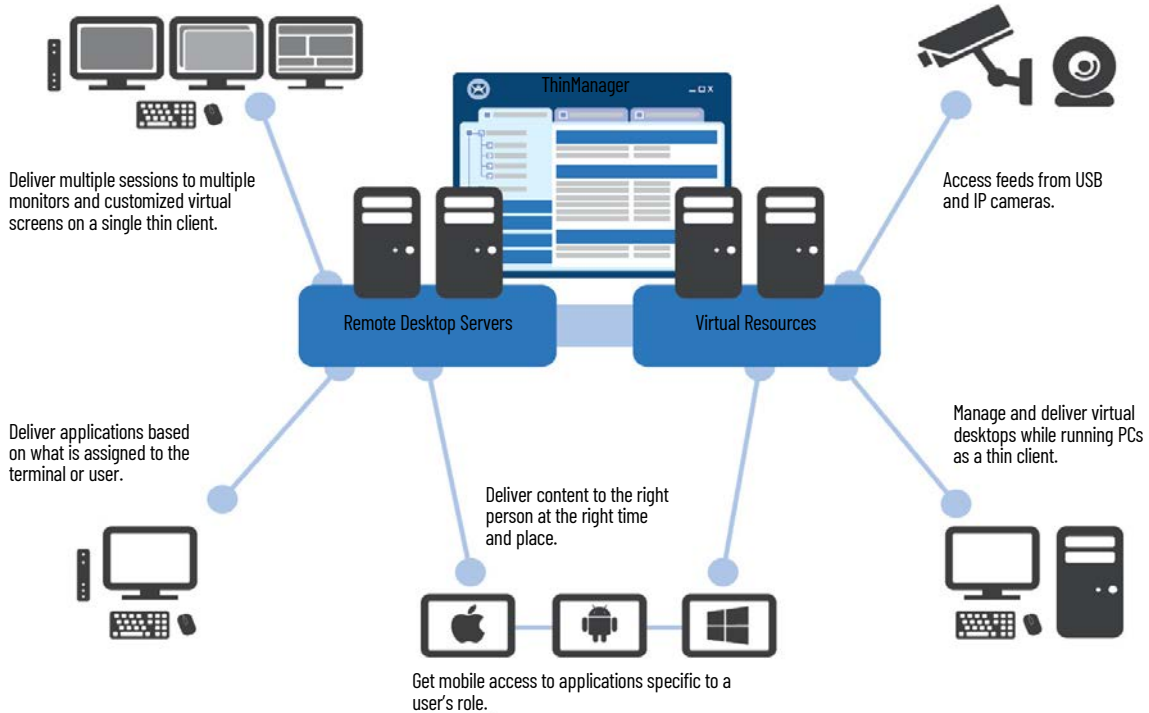 ThinManager
Deliver multiple sessions to multiple
monitors and customized virtual
screens on a single thin client.
Access feeds from USB
and IP cameras.
Remote Desktop Servers
Virtual Resources
Deliver applications based
on what is assigned to the
terminal or user.
Manage and deliver virtual
desktops while running PCs
as a thin client.
Deliver content to the right
person at the right time
and place.
Get mobile access to applications specific to a
user's role.